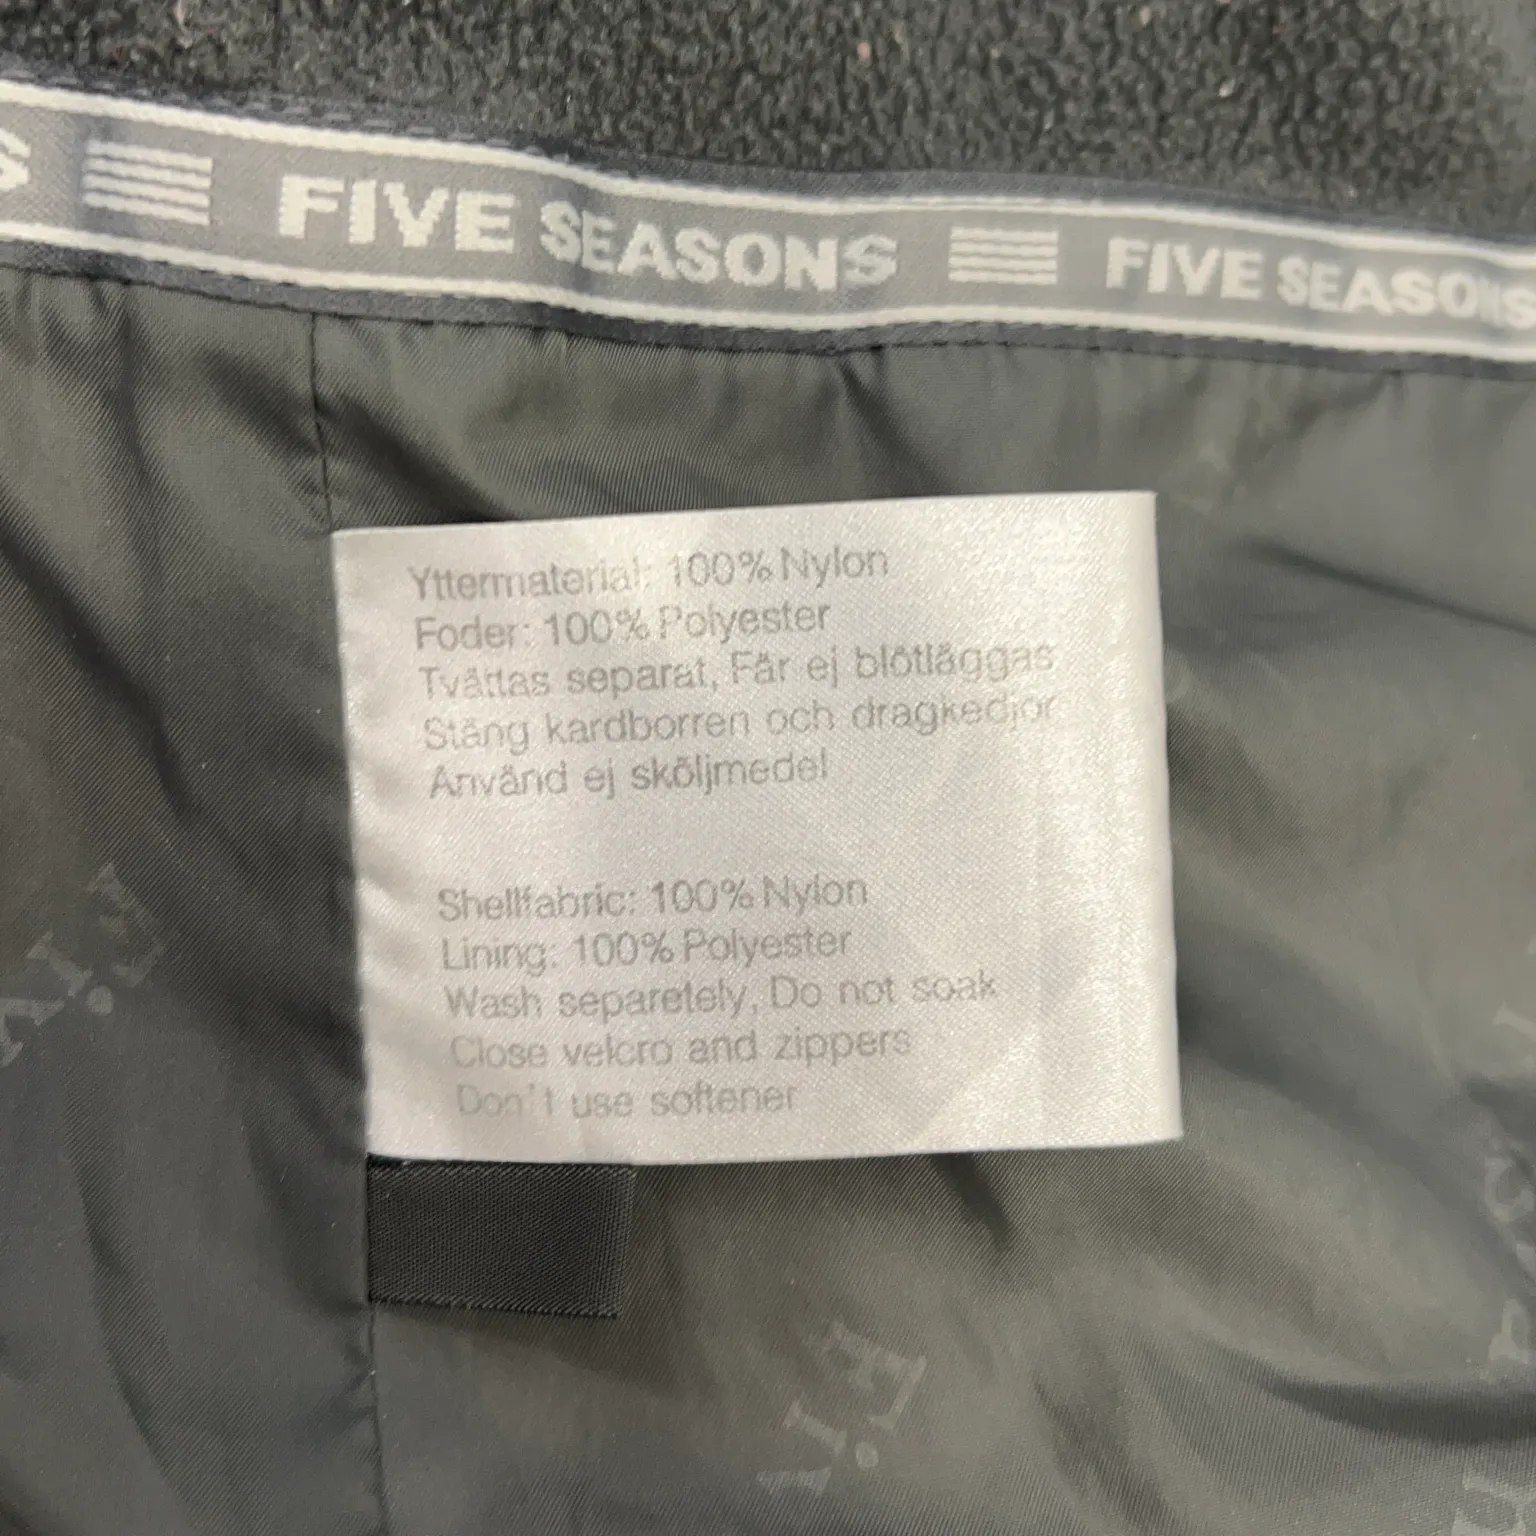 FIVE SEASONS FIVE SEASONS
Yttermaterial: 100% Nylon
Foder: 100% Polyester
Tvättas separat, Får ej blötläggas
Stäng kardborren och dragkedjor
Använd ej sköljmedel
Shellfabric: 100% Nylon
Lining: 100% Polyester
Wash separetely, Do not soak
Close velcro and zippers
Don't use softener